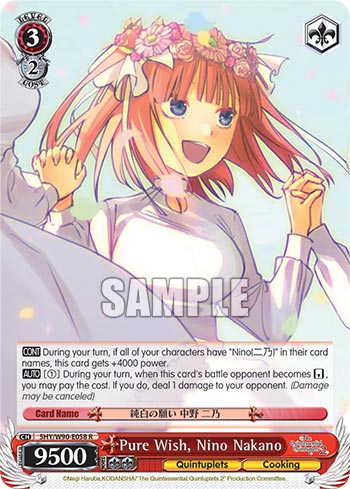 LEVEL
3
2
COST
SAMPLE
CONT During your turn, if all of your characters have "Nino(二乃)" in their card
names, this card gets +4000 power.
AUTO [①] During your turn, when this card's battle opponent becomes [], you
may pay the cost. If you do, deal 1 damage to your opponent. (Damage
may be canceled)
Card Name 純白の願い 中野 二乃
CH 5HY/W90-E058 R
9500 Pure Wish, Nino Nakano
Quintuplets Cooking
©Negi Haruba,KODANSHA/"The Quintessential Quintuplets 2" Production Committee.